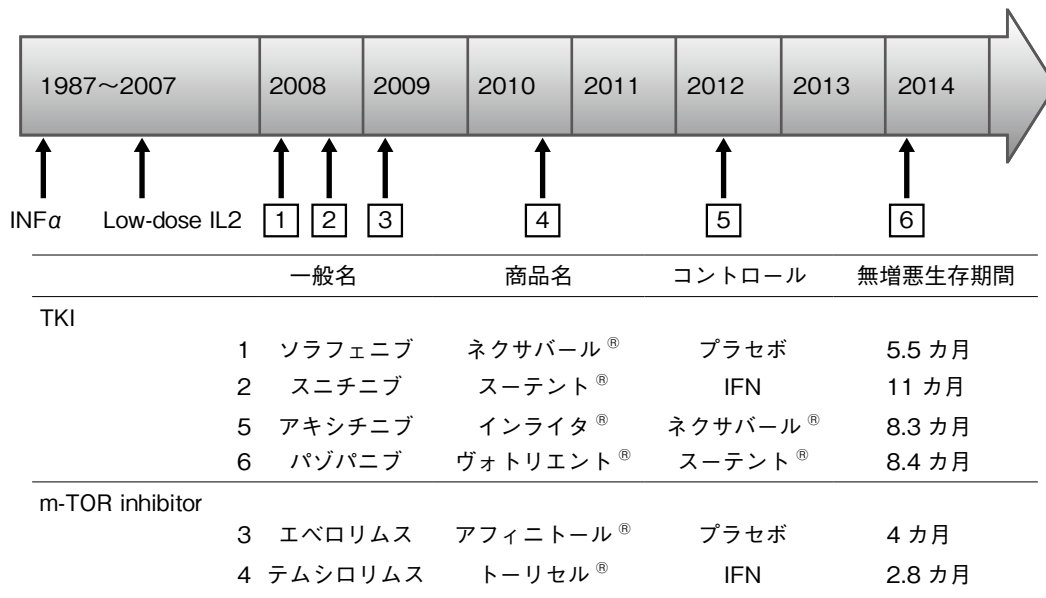 1987〜2007 2008 2009 2010 2011 2012 2013 2014
INFα Low-dose IL2 1 2 3 4 5 6
一般名 商品名 コントロール 無増悪生存期間
TKI
1 ソラフェニブ ネクサバール® プラセボ 5.5 カ月
2 スニチニブ スーテント® IFN 11 カ月
5 アキシチニブ インライタ® ネクサバール® 8.3 カ月
6 パゾパニブ ヴォトリエント® スーテント® 8.4 カ月
m-TOR inhibitor
3 エベロリムス アフィニトール® プラセボ 4 カ月
4 テムシロリムス トーリセル® IFN 2.8 カ月